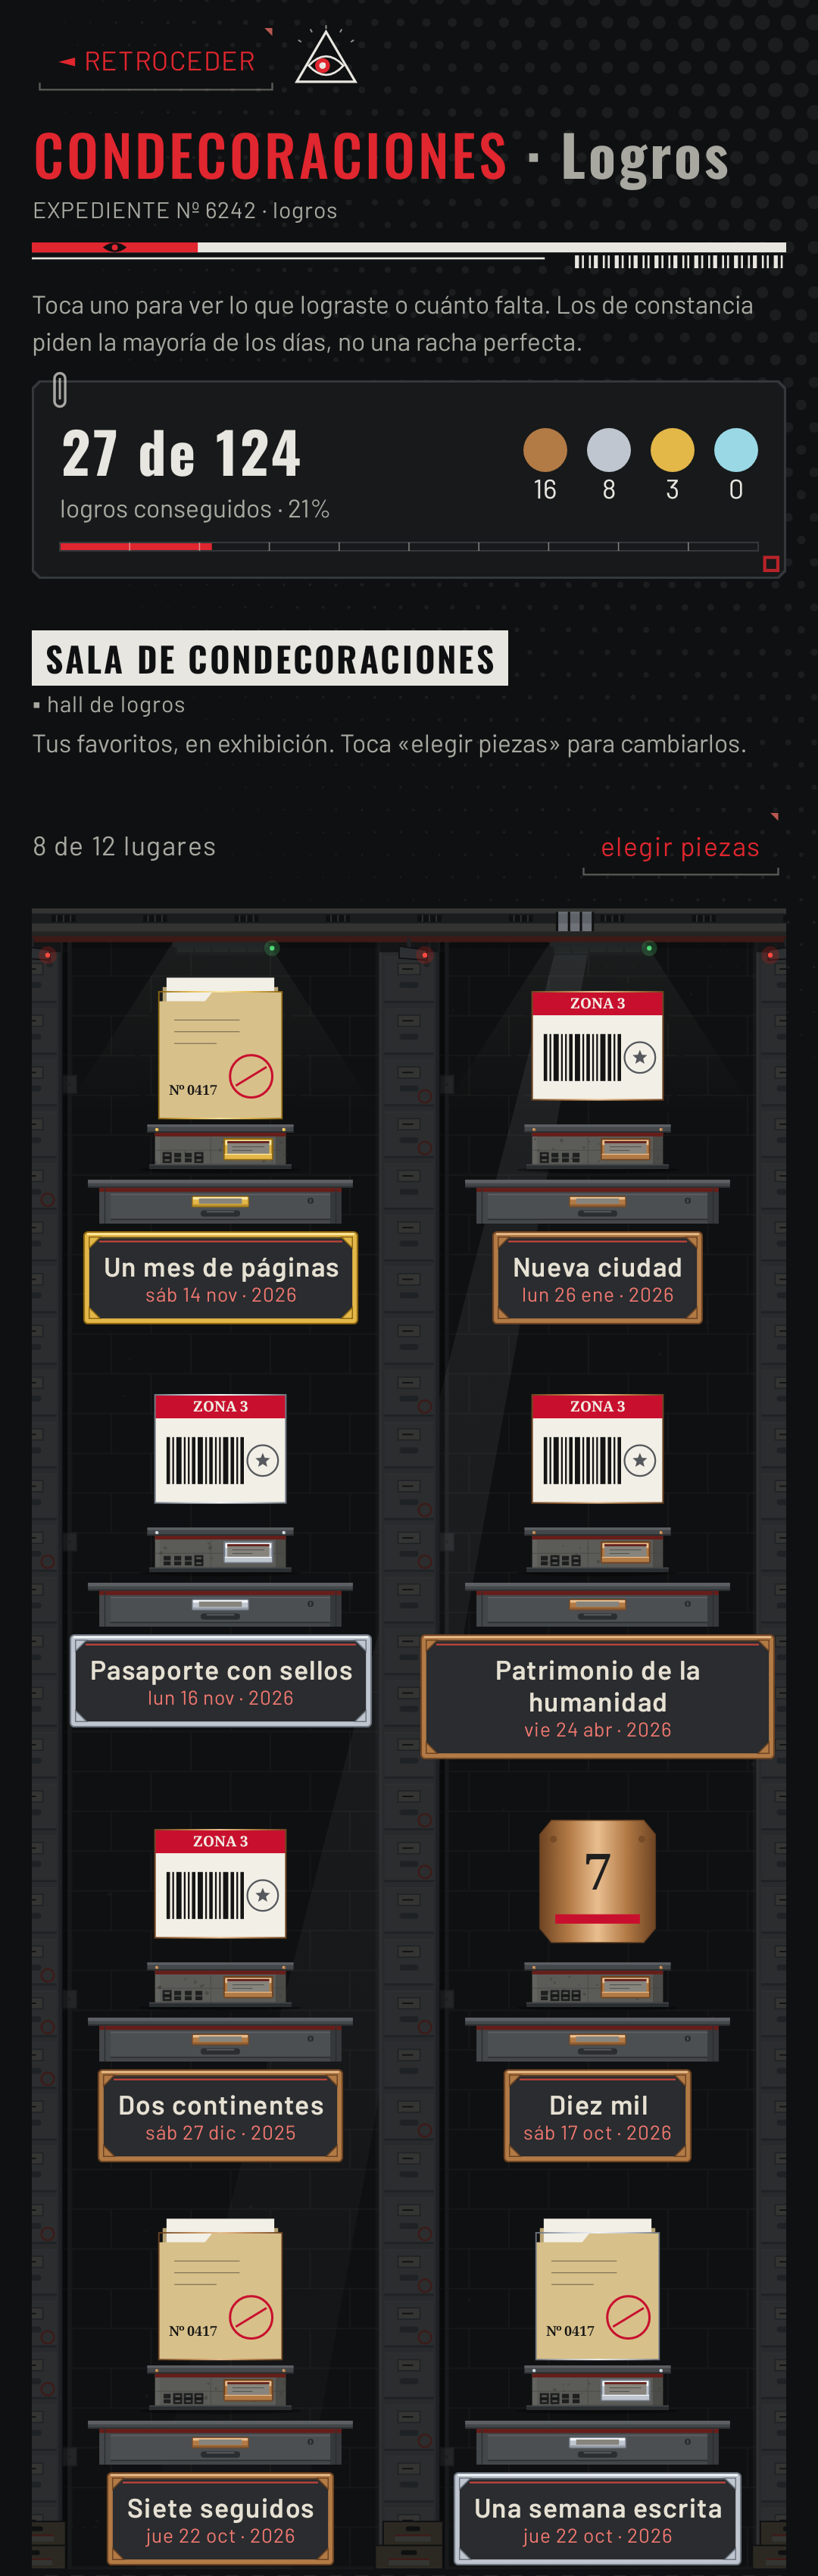 ◄ RETROCEDER
CONDECORACIONES · Logros
EXPEDIENTE Nº 6242 · logros
Toca uno para ver lo que lograste o cuánto falta. Los de constancia
piden la mayoría de los días, no una racha perfecta.
27 de 124
16 8 3 0
logros conseguidos · 21%
SALA DE CONDECORACIONES
▪ hall de logros
Tus favoritos, en exhibición. Toca «elegir piezas» para cambiarlos.
8 de 12 lugares
elegir piezas
Nº 0417
ZONA 3
Un mes de páginas
sáb 14 nov · 2026
Nueva ciudad
lun 26 ene · 2026
ZONA 3
ZONA 3
Pasaporte con sellos
lun 16 nov · 2026
Patrimonio de la
humanidad
vie 24 abr · 2026
ZONA 3
7
Dos continentes
sáb 27 dic · 2025
Diez mil
sáb 17 oct · 2026
Nº 0417
Nº 0417
Siete seguidos
jue 22 oct · 2026
Una semana escrita
jue 22 oct · 2026